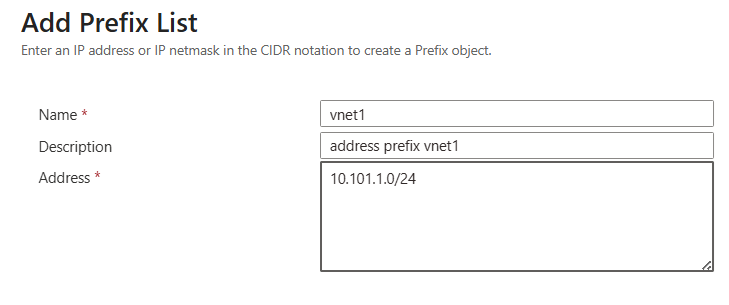 Add Prefix List
Enter an IP address or IP netmask in the CIDR notation to create a Prefix object.
Name * vnet1
Description address prefix vnet1
Address * 10.101.1.0/24